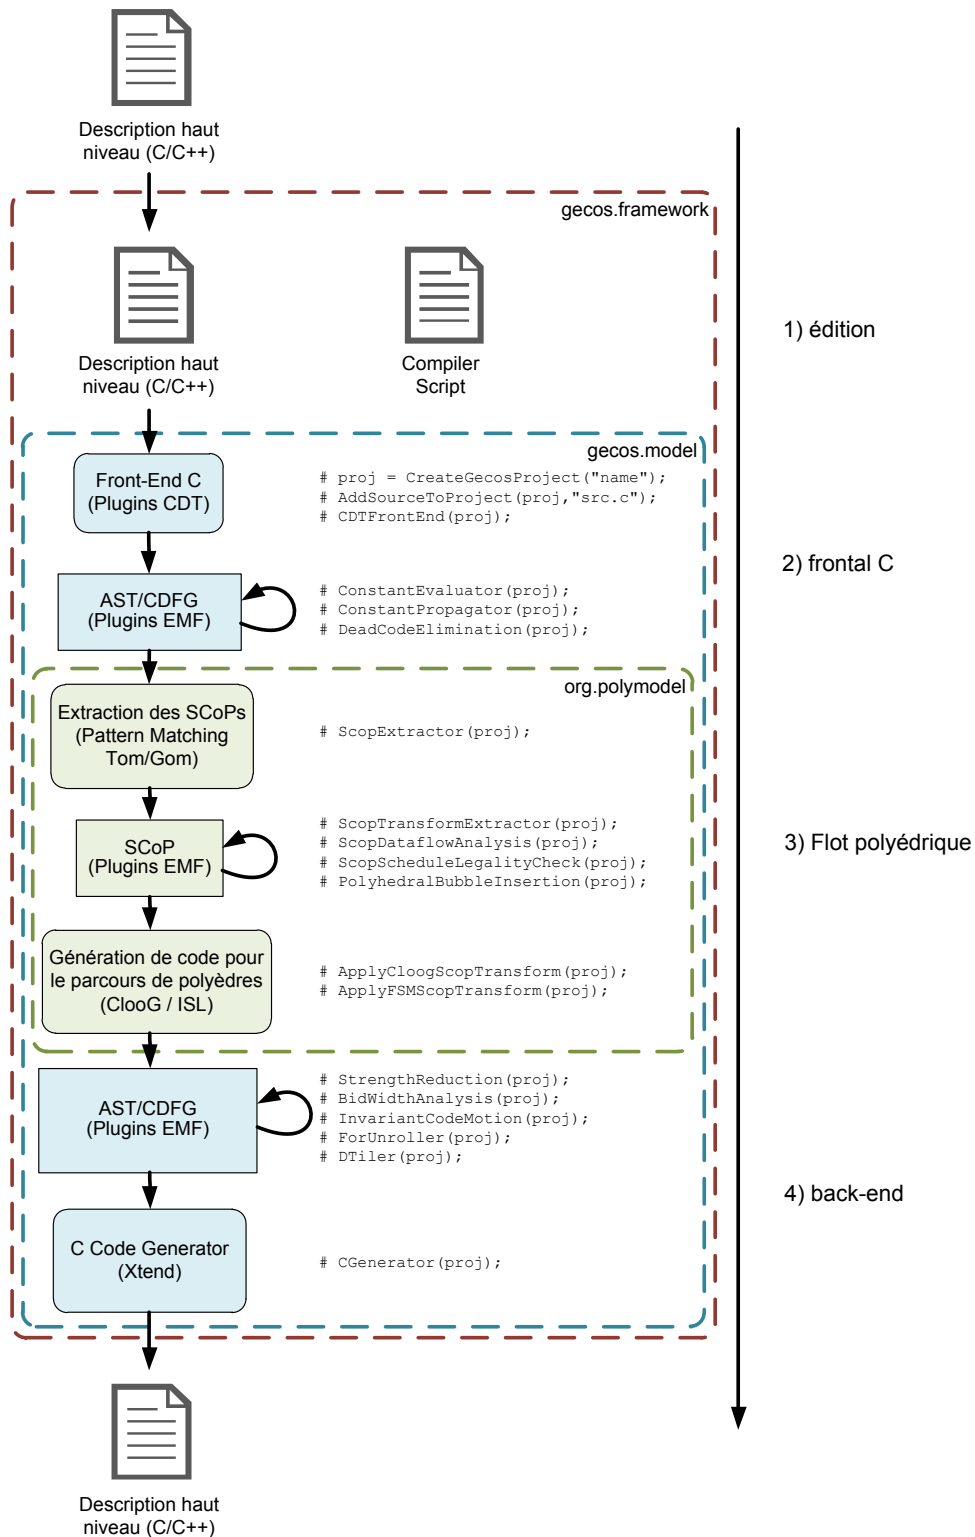 Description haut
niveau (C/C++)
gecos.framework
Description haut
niveau (C/C++)
Compiler
Script
1) édition
gecos.model
Front-End C
(Plugins CDT)
# proj = CreateGecosProject("name");
# AddSourceToProject(proj,"src.c");
# CDTFrontEnd(proj);
2) frontal C
AST/CDFG
(Plugins EMF)
# ConstantEvaluator(proj);
# ConstantPropagator(proj);
# DeadCodeElimination(proj);
org.polymodel
Extraction des SCoPs
(Pattern Matching
Tom/Gom)
# ScopExtractor(proj);
SCoP
(Plugins EMF)
# ScopTransformExtractor(proj);
# ScopDataflowAnalysis(proj);
# ScopScheduleLegalityCheck(proj);
# PolyhedralBubbleInsertion(proj);
3) Flot polyédrique
Génération de code pour
le parcours de polyèdres
(ClooG / ISL)
# ApplyCloogScopTransform(proj);
# ApplyFSMScopTransform(proj);
AST/CDFG
(Plugins EMF)
# StrengthReduction(proj);
# BidWidthAnalysis(proj);
# InvariantCodeMotion(proj);
# ForUnroller(proj);
# DTiler(proj);
4) back-end
C Code Generator
(Xtend)
# CGenerator(proj);
Description haut
niveau (C/C++)